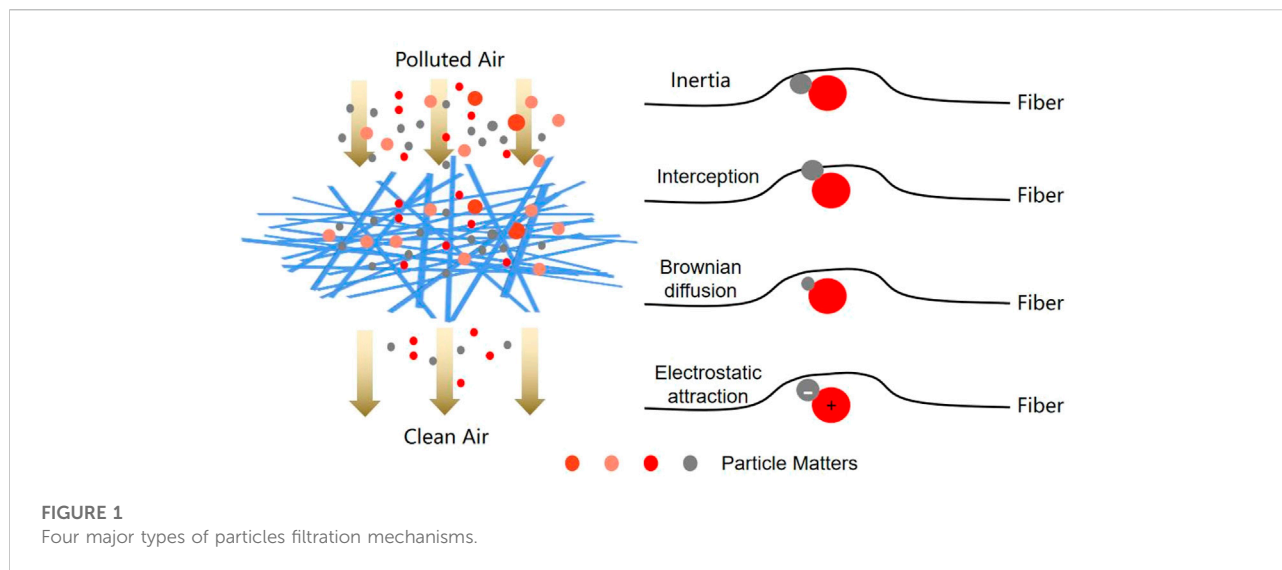 Polluted Air
Clean Air
Inertia
Fiber
Interception
Fiber
Brownian
diffusion
Fiber
Electrostatic
attraction
-
+
Fiber
Particle Matters
FIGURE 1
Four major types of particles filtration mechanisms.